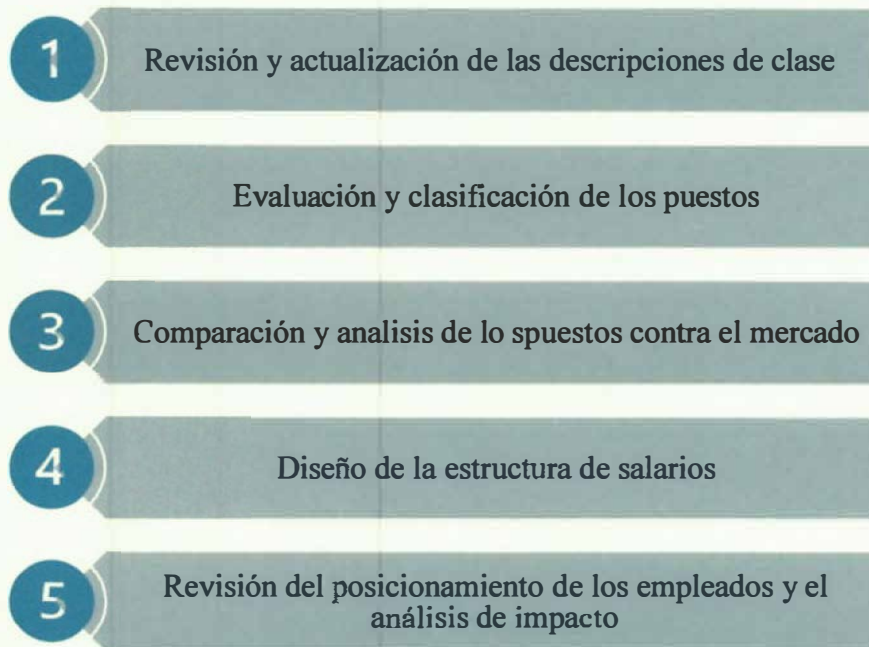 1
Revisión y actualización de las descripciones de clase
2
Evaluación y clasificación de los puestos
3
Comparación y analisis de lo spuestos contra el mercado
4
Diseño de la estructura de salarios
5
Revisión del posicionamiento de los empleados y el
análisis de impacto